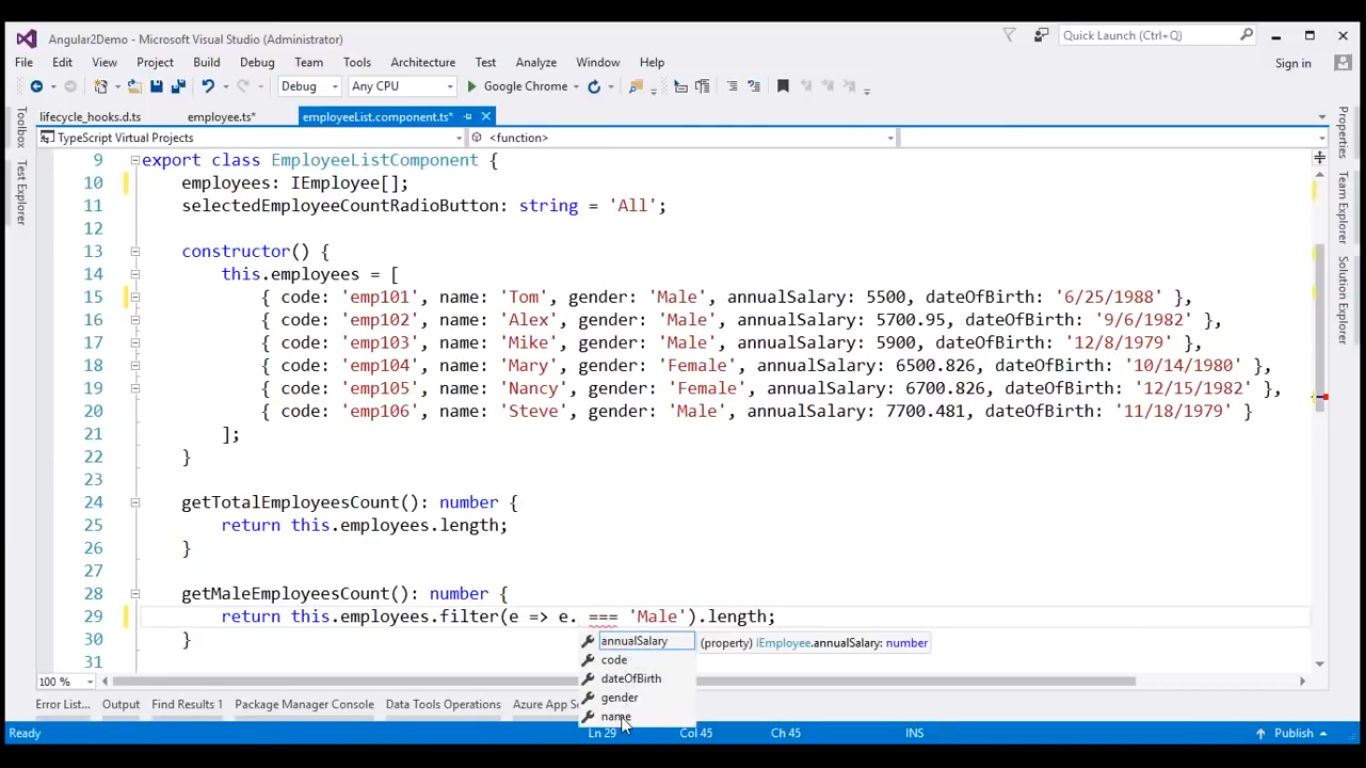 Angular2Demo - Microsoft Visual Studio (Administrator)
Quick Launch (Ctrl+Q)
File Edit View Project Build Debug Team Tools Architecture Test Analyze Window Help
Sign in
Debug Any CPU Google Chrome
Toolbox
Test Explorer
lifecycle_hooks.d.ts employee.ts* employeeList.component.ts*
TypeScript Virtual Projects <function>
9 export class EmployeeListComponent {
10 employees: IEmployee[];
11 selectedEmployeeCountRadioButton: string = 'All';
12
13 constructor() {
14 this.employees = [
15 { code: 'emp101', name: 'Tom', gender: 'Male', annualSalary: 5500, dateOfBirth: '6/25/1988' },
16 { code: 'emp102', name: 'Alex', gender: 'Male', annualSalary: 5700.95, dateOfBirth: '9/6/1982' },
17 { code: 'emp103', name: 'Mike', gender: 'Male', annualSalary: 5900, dateOfBirth: '12/8/1979' },
18 { code: 'emp104', name: 'Mary', gender: 'Female', annualSalary: 6500.826, dateOfBirth: '10/14/1980' },
19 { code: 'emp105', name: 'Nancy', gender: 'Female', annualSalary: 6700.826, dateOfBirth: '12/15/1982' },
20 { code: 'emp106', name: 'Steve', gender: 'Male', annualSalary: 7700.481, dateOfBirth: '11/18/1979' }
21 ];
22 }
23
24 getTotalEmployeesCount(): number {
25 return this.employees.length;
26 }
27
28 getMaleEmployeesCount(): number {
29 return this.employees.filter(e => e. === 'Male').length;
30 }
31
annualSalary (property) IEmployee.annualSalary: number
code
dateOfBirth
gender
name
Properties
Team Explorer
Solution Explorer
100 %
Error List... Output Find Results 1 Package Manager Console Data Tools Operations Azure App S
Ready Ln 29 Col 45 Ch 45 INS Publish